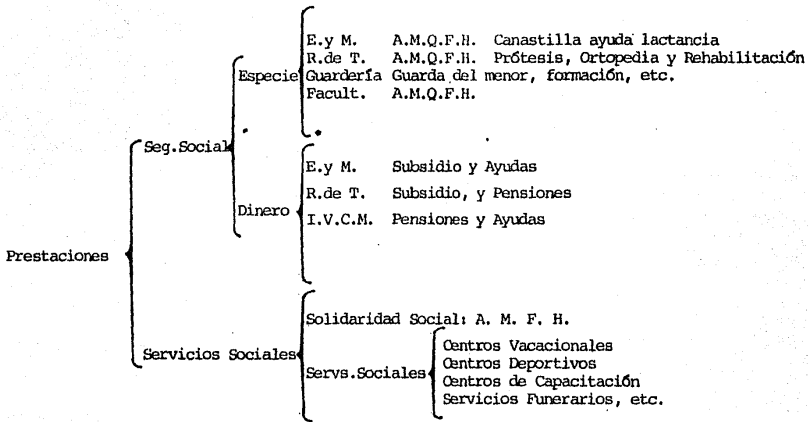 E.y M. A.M.Q.F.H. Canastilla ayuda lactancia
R.de T. A.M.Q.F.H. Prótesis, Ortopedia y Rehabilitación
Especie
Guardería Guarda del menor, formación, etc.
Facult. A.M.Q.F.H.
Seg.Social
E.y M. Subsidio y Ayudas
R.de T. Subsidio, y Pensiones
Dinero
I.V.C.M. Pensiones y Ayudas
Prestaciones
Solidaridad Social: A. M. F. H.
Servicios Sociales
Servs.Sociales
Centros Vacacionales
Centros Deportivos
Centros de Capacitación
Servicios Funerarios, etc.